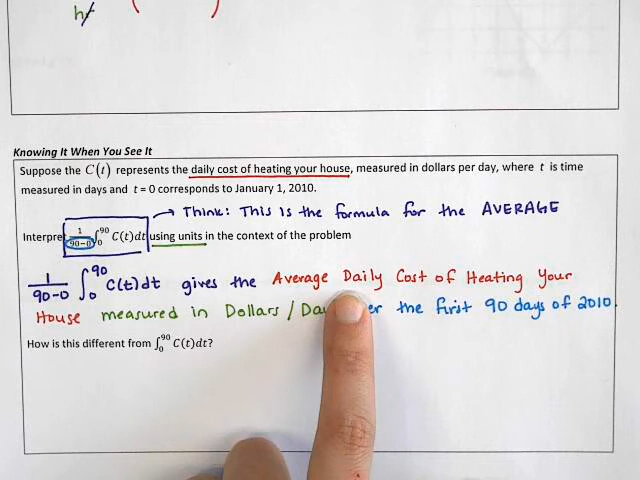 hr
Knowing It When You See It
Suppose the C(t) represents the daily cost of heating your house, measured in dollars per day, where t is time
measured in days and t = 0 corresponds to January 1, 2010.
→ Think: This is the formula for the AVERAGE
Interpret 1/(90-0) ∫₀⁹⁰ C(t)dt using units in the context of the problem
1/(90-0) ∫₀⁹⁰ C(t)dt gives the Average Daily Cost of Heating Your
House measured in Dollars / Da er the first 90 days of 2010.
How is this different from ∫₀⁹⁰ C(t)dt?